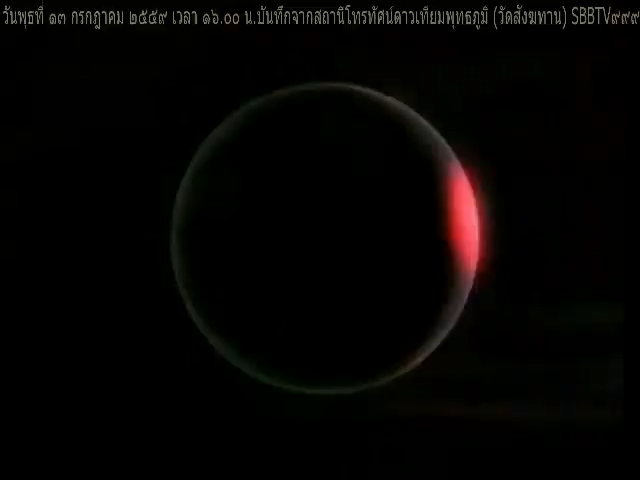 วันพุธที่ ๑๓ กรกฎาคม ๒๕๕๙ เวลา ๑๖.๐๐ น.บันทึกจากสถานีโทรทัศน์ดาวเทียมพุทธภูมิ (วัดสังฆทาน) SBBTV๙๙๙